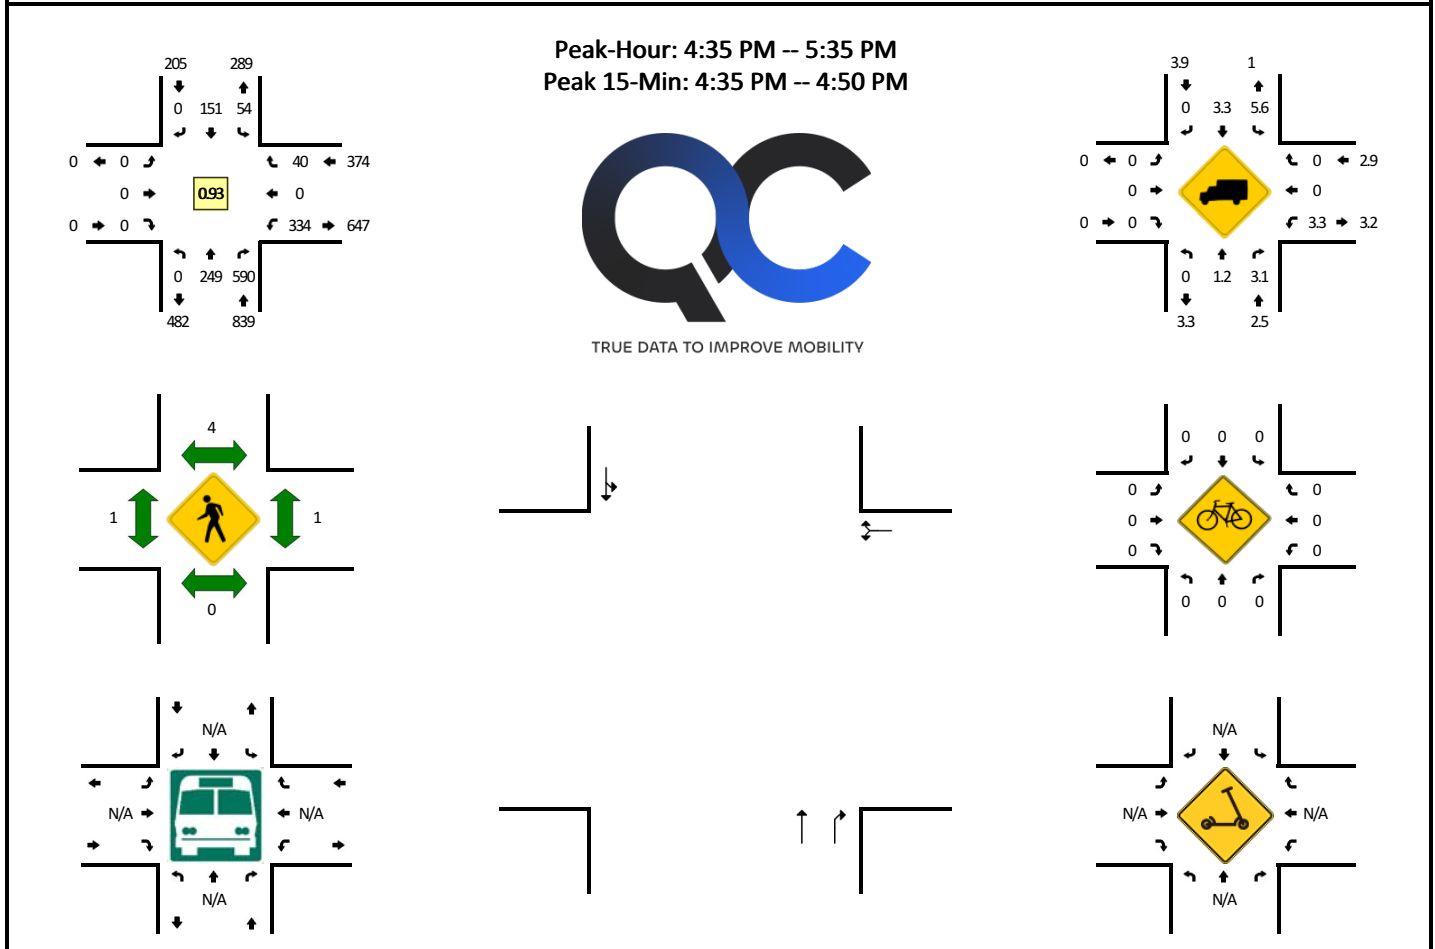 Peak-Hour: 4:35 PM -- 5:35 PM
Peak 15-Min: 4:35 PM -- 4:50 PM
205 289
0 151 54
0 0 40 374
0 0.93 0
0 0 334 647
0 249 590
482 839
QC
TRUE DATA TO IMPROVE MOBILITY
3.9 1
0 3.3 5.6
0 0 0 2.9
0 0
0 0 3.3 3.2
0 1.2 3.1
3.3 2.5
4
1 1
0
0 0 0
0 0
0 0
0 0
0 0 0
N/A
N/A N/A
N/A
N/A
N/A N/A
N/A